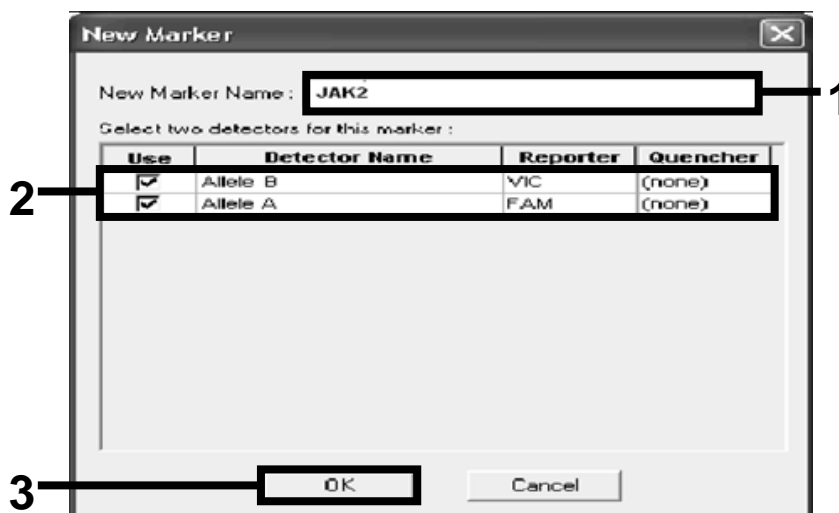 New Marker
New Marker Name : JAK2
1
Select two detectors for this marker :
Use Detector Name Reporter Quencher
2
Allele B VIC (none)
Allele A FAM (none)
3
OK Cancel